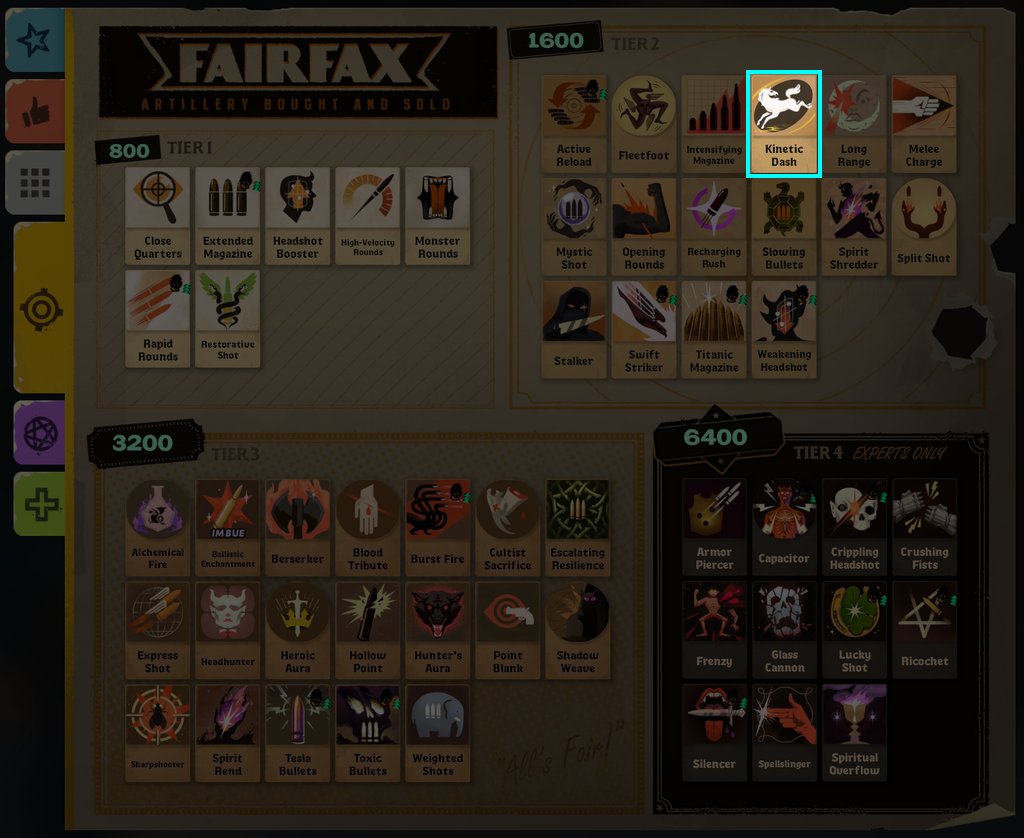 FAIRFAX
ARTILLERY BOUGHT AND SOLD
800 TIER 1
Close
Quarters
Extended
Magazine
Headshot
Booster
High-Velocity
Rounds
Monster
Rounds
Rapid
Rounds
Restorative
Shot
1600 TIER 2
Active
Reload
Fleetfoot
Intensifying
Magazine
Kinetic
Dash
Long
Range
Melee
Charge
Mystic
Shot
Opening
Rounds
Recharging
Rush
Slowing
Bullets
Spirit
Shredder
Split Shot
Stalker
Swift
Striker
Titanic
Magazine
Weakening
Headshot
3200 TIER 3
Alchemical
Fire
IMBUE
Ballistic
Enchantment
Berserker
Blood
Tribute
Burst Fire
Cultist
Sacrifice
Escalating
Resilience
Express
Shot
Headhunter
Heroic
Aura
Hollow
Point
Hunter's
Aura
Point
Blank
Shadow
Weave
Sharpshooter
Spirit
Rend
Tesla
Bullets
Toxic
Bullets
Weighted
Shots
"All's Fair!"
6400 TIER 4 EXPERTS ONLY
Armor
Piercer
Capacitor
Crippling
Headshot
Crushing
Fists
Frenzy
Glass
Cannon
Lucky
Shot
Ricochet
Silencer
Spellslinger
Spiritual
Overflow